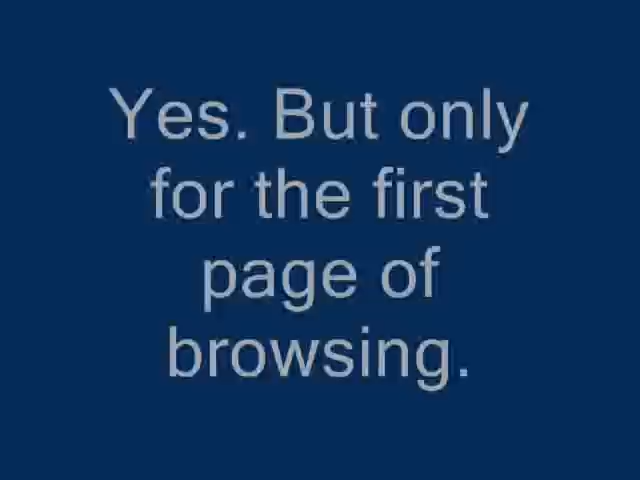 Yes. But only
for the first
page of
browsing.